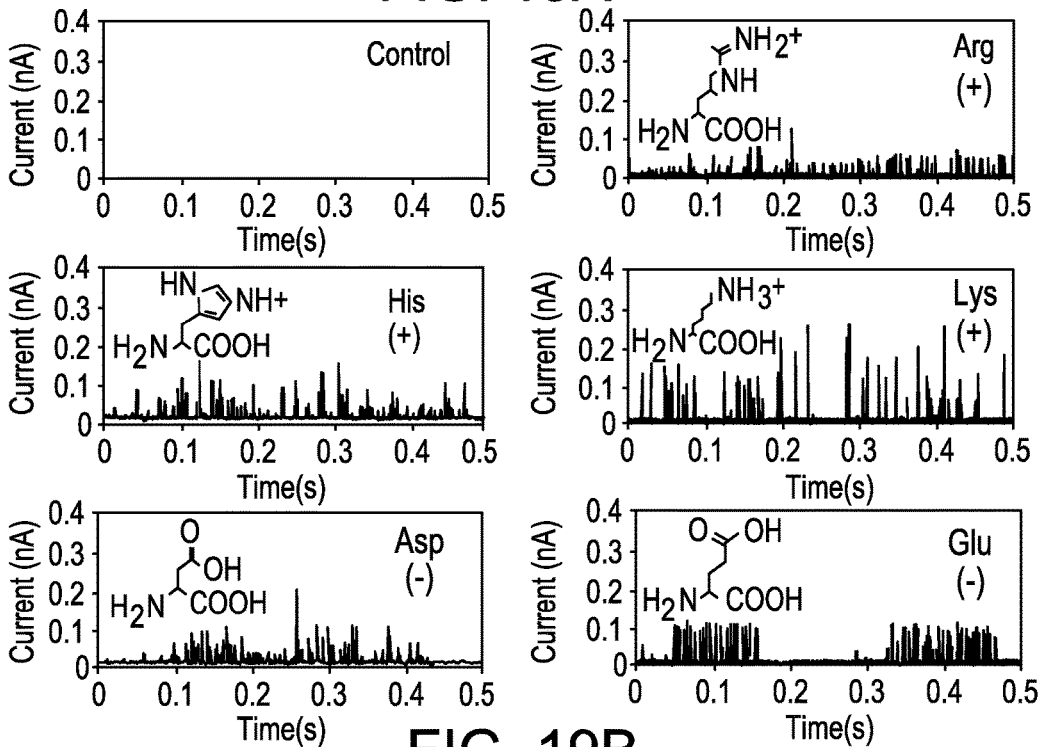 0.4
0.3
0.2
0.1
0
Current (nA)
Control
0 0.1 0.2 0.3 0.4 0.5
Time(s)
0.4
0.3
0.2
0.1
0
Current (nA)
NH2+
NH
H2N COOH
Arg
(+)
0 0.1 0.2 0.3 0.4 0.5
Time(s)
0.4
0.3
0.2
0.1
0
Current (nA)
HN
NH+
H2N COOH
His
(+)
0 0.1 0.2 0.3 0.4 0.5
Time(s)
0.4
0.3
0.2
0.1
0
Current (nA)
NH3+
H2N COOH
Lys
(+)
0 0.1 0.2 0.3 0.4 0.5
Time(s)
0.4
0.3
0.2
0.1
0
Current (nA)
O
OH
H2N COOH
Asp
(-)
0 0.1 0.2 0.3 0.4 0.5
Time(s)
0.4
0.3
0.2
0.1
0
Current (nA)
O OH
H2N COOH
Glu
(-)
0 0.1 0.2 0.3 0.4 0.5
Time(s)
FIG. 19B